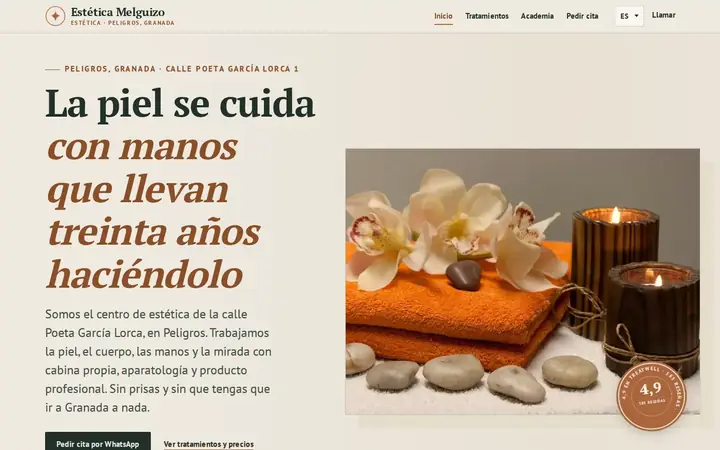 Estética Melguizo
ESTÉTICA · PELIGROS, GRANADA
Inicio Tratamientos Academia Pedir cita ES Llamar
PELIGROS, GRANADA · CALLE POETA GARCÍA LORCA 1
La piel se cuida
con manos
que llevan
treinta años
haciéndolo
Somos el centro de estética de la calle
Poeta García Lorca, en Peligros. Trabajamos
la piel, el cuerpo, las manos y la mirada con
cabina propia, aparatología y producto
profesional. Sin prisas y sin que tengas que
ir a Granada a nada.
Pedir cita por WhatsApp Ver tratamientos y precios
4,9